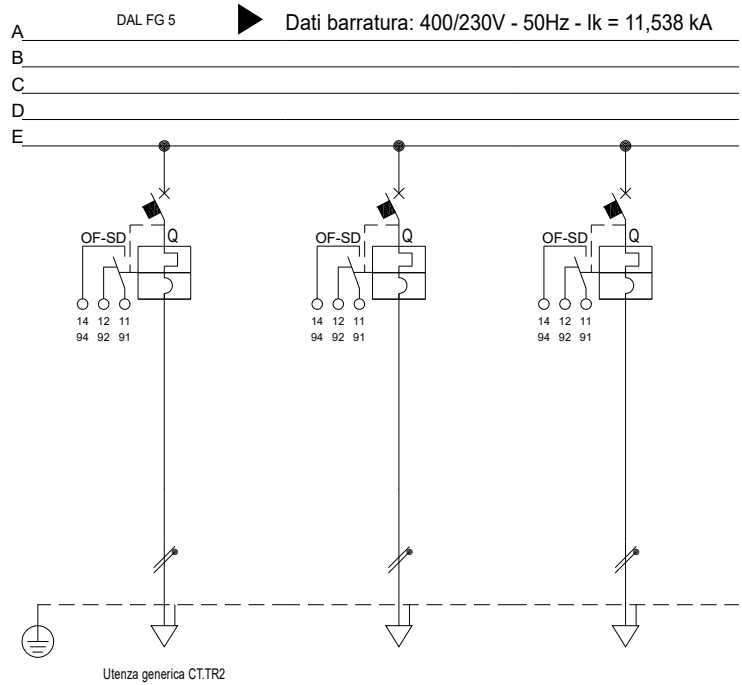 DAL FG 5
Dati barratura: 400/230V - 50Hz - Ik = 11,538 kA
A
B
C
D
E
OF-SD Q OF-SD Q OF-SD Q
14 12 11 14 12 11 14 12 11
94 92 91 94 92 91 94 92 91
Utenza generica CT.TR2